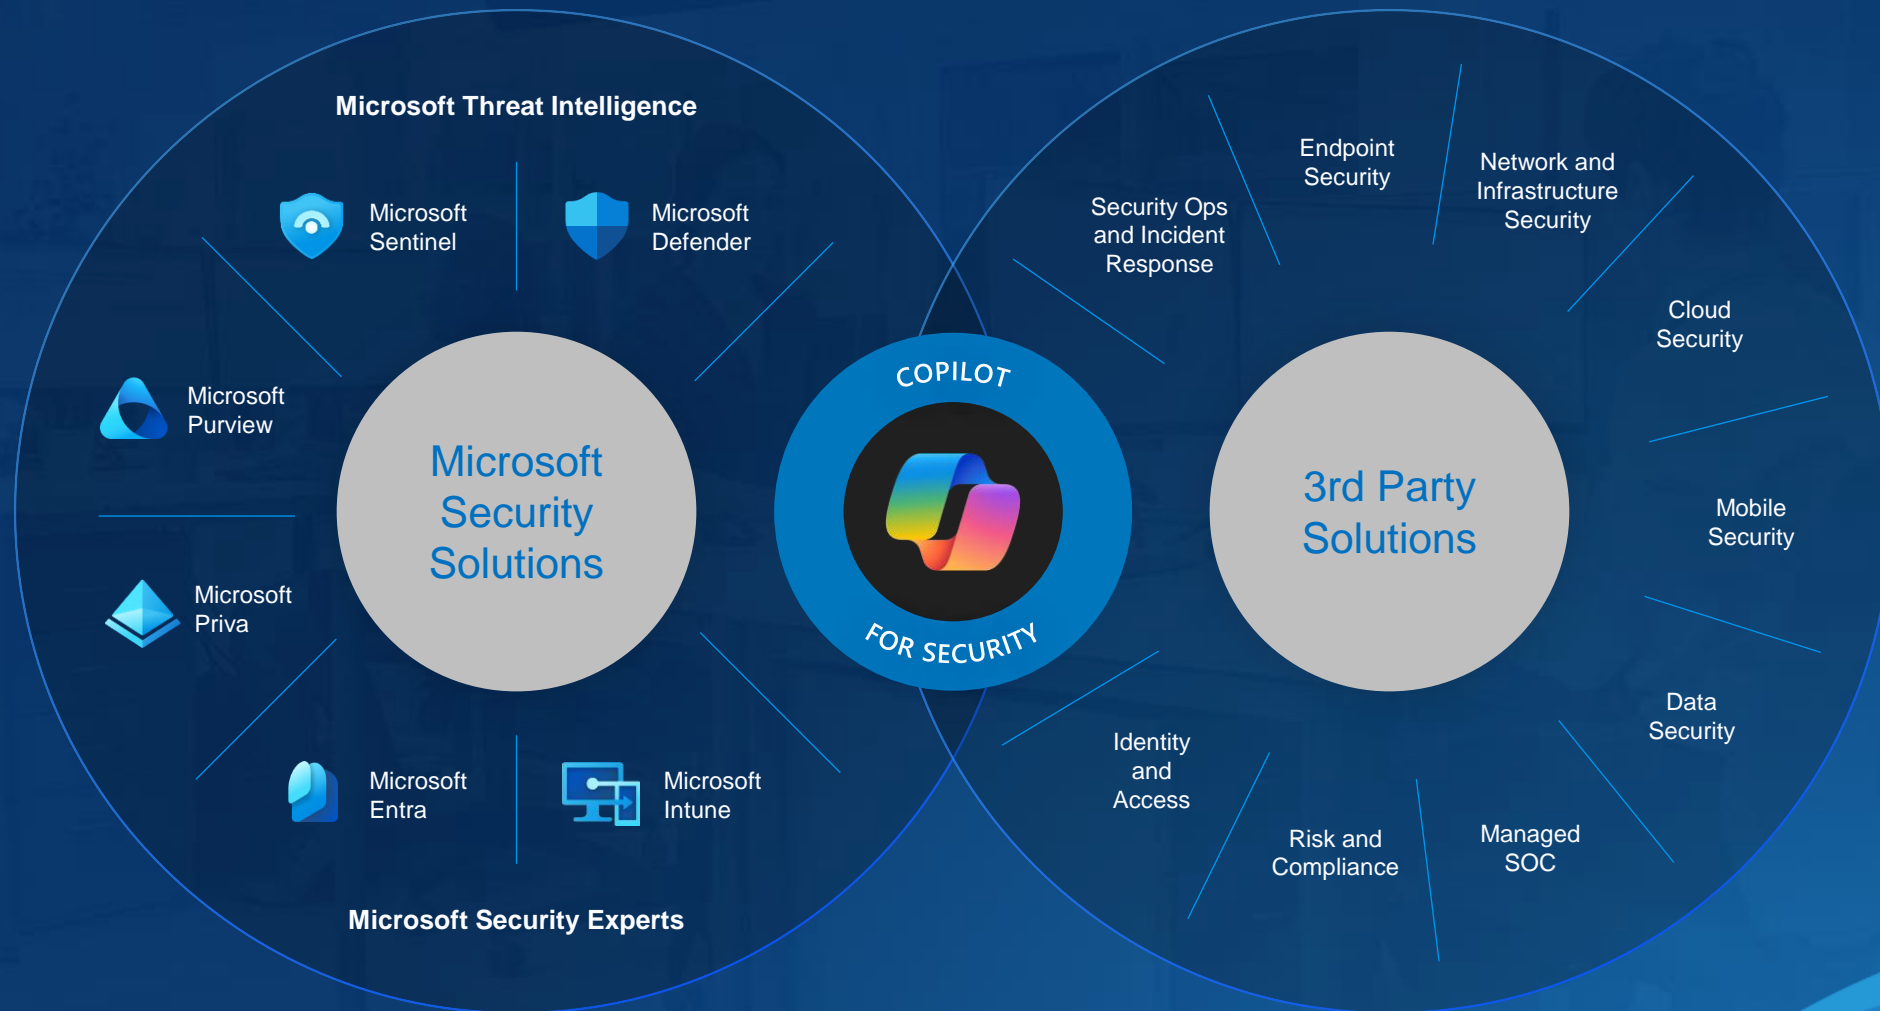 Microsoft Threat Intelligence
Microsoft
Sentinel
Microsoft
Defender
Microsoft
Purview
Microsoft
Security
Solutions
Microsoft
Priva
Microsoft
Entra
Microsoft
Intune
Microsoft Security Experts
COPILOT
FOR SECURITY
Security Ops
and Incident
Response
Endpoint
Security
Network and
Infrastructure
Security
Cloud
Security
3rd Party
Solutions
Mobile
Security
Data
Security
Managed
SOC
Risk and
Compliance
Identity
and
Access